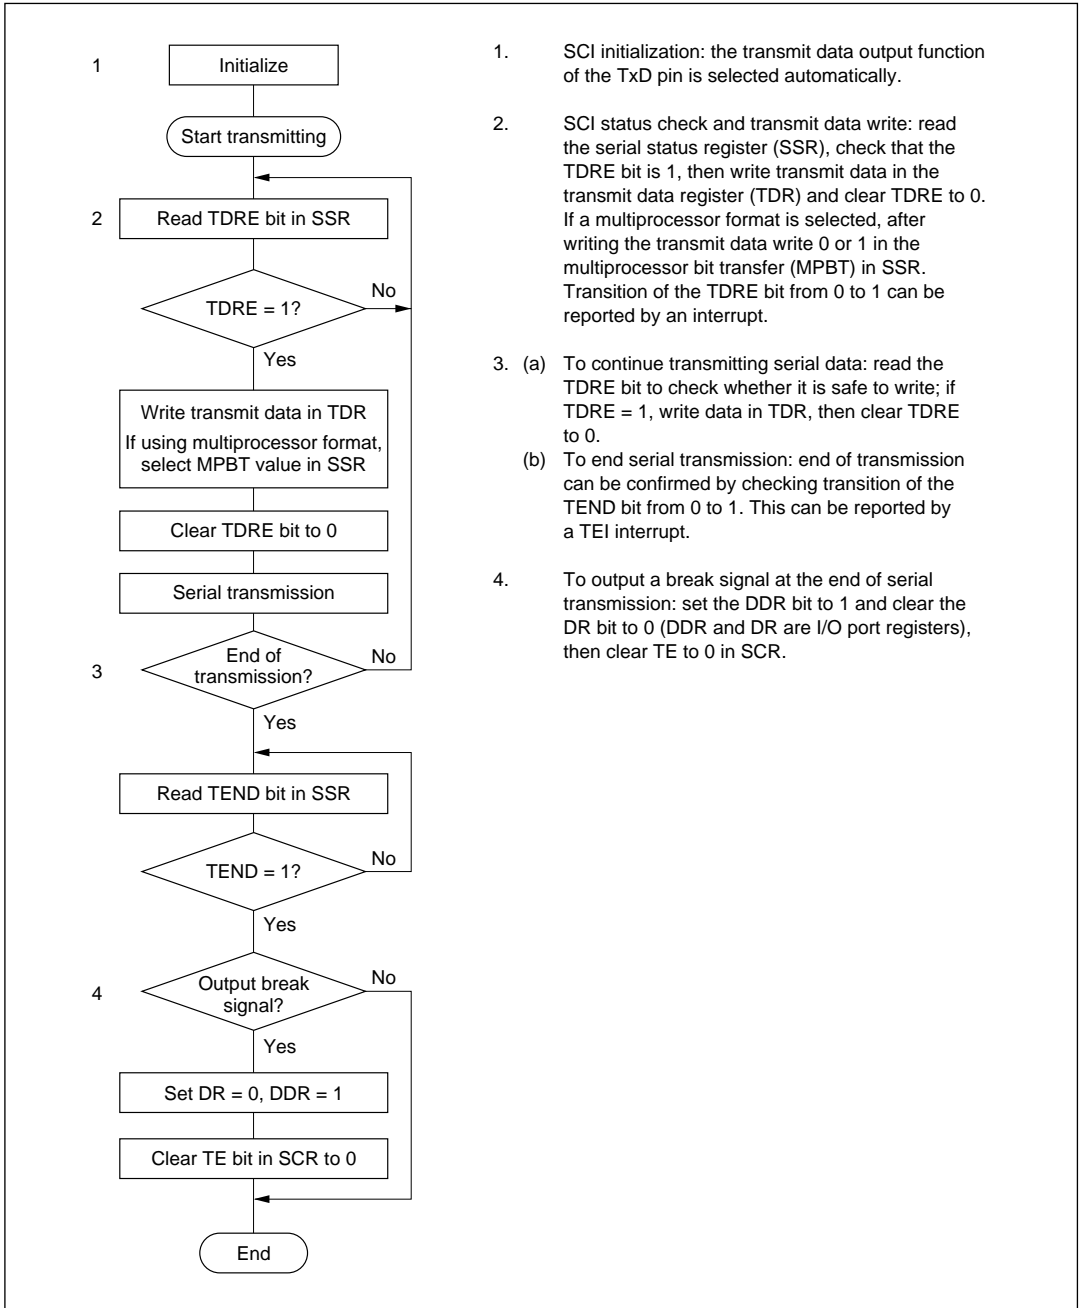 1
Initialize
Start transmitting
2
Read TDRE bit in SSR
TDRE = 1?
No
Yes
Write transmit data in TDR
If using multiprocessor format,
select MPBT value in SSR
Clear TDRE bit to 0
Serial transmission
3
End of
transmission?
No
Yes
Read TEND bit in SSR
TEND = 1?
No
Yes
4
Output break
signal?
No
Yes
Set DR = 0, DDR = 1
Clear TE bit in SCR to 0
End
1. SCI initialization: the transmit data output function
of the TxD pin is selected automatically.
2. SCI status check and transmit data write: read
the serial status register (SSR), check that the
TDRE bit is 1, then write transmit data in the
transmit data register (TDR) and clear TDRE to 0.
If a multiprocessor format is selected, after
writing the transmit data write 0 or 1 in the
multiprocessor bit transfer (MPBT) in SSR.
Transition of the TDRE bit from 0 to 1 can be
reported by an interrupt.
3. (a) To continue transmitting serial data: read the
TDRE bit to check whether it is safe to write; if
TDRE = 1, write data in TDR, then clear TDRE
to 0.
(b) To end serial transmission: end of transmission
can be confirmed by checking transition of the
TEND bit from 0 to 1. This can be reported by
a TEI interrupt.
4. To output a break signal at the end of serial
transmission: set the DDR bit to 1 and clear the
DR bit to 0 (DDR and DR are I/O port registers),
then clear TE to 0 in SCR.